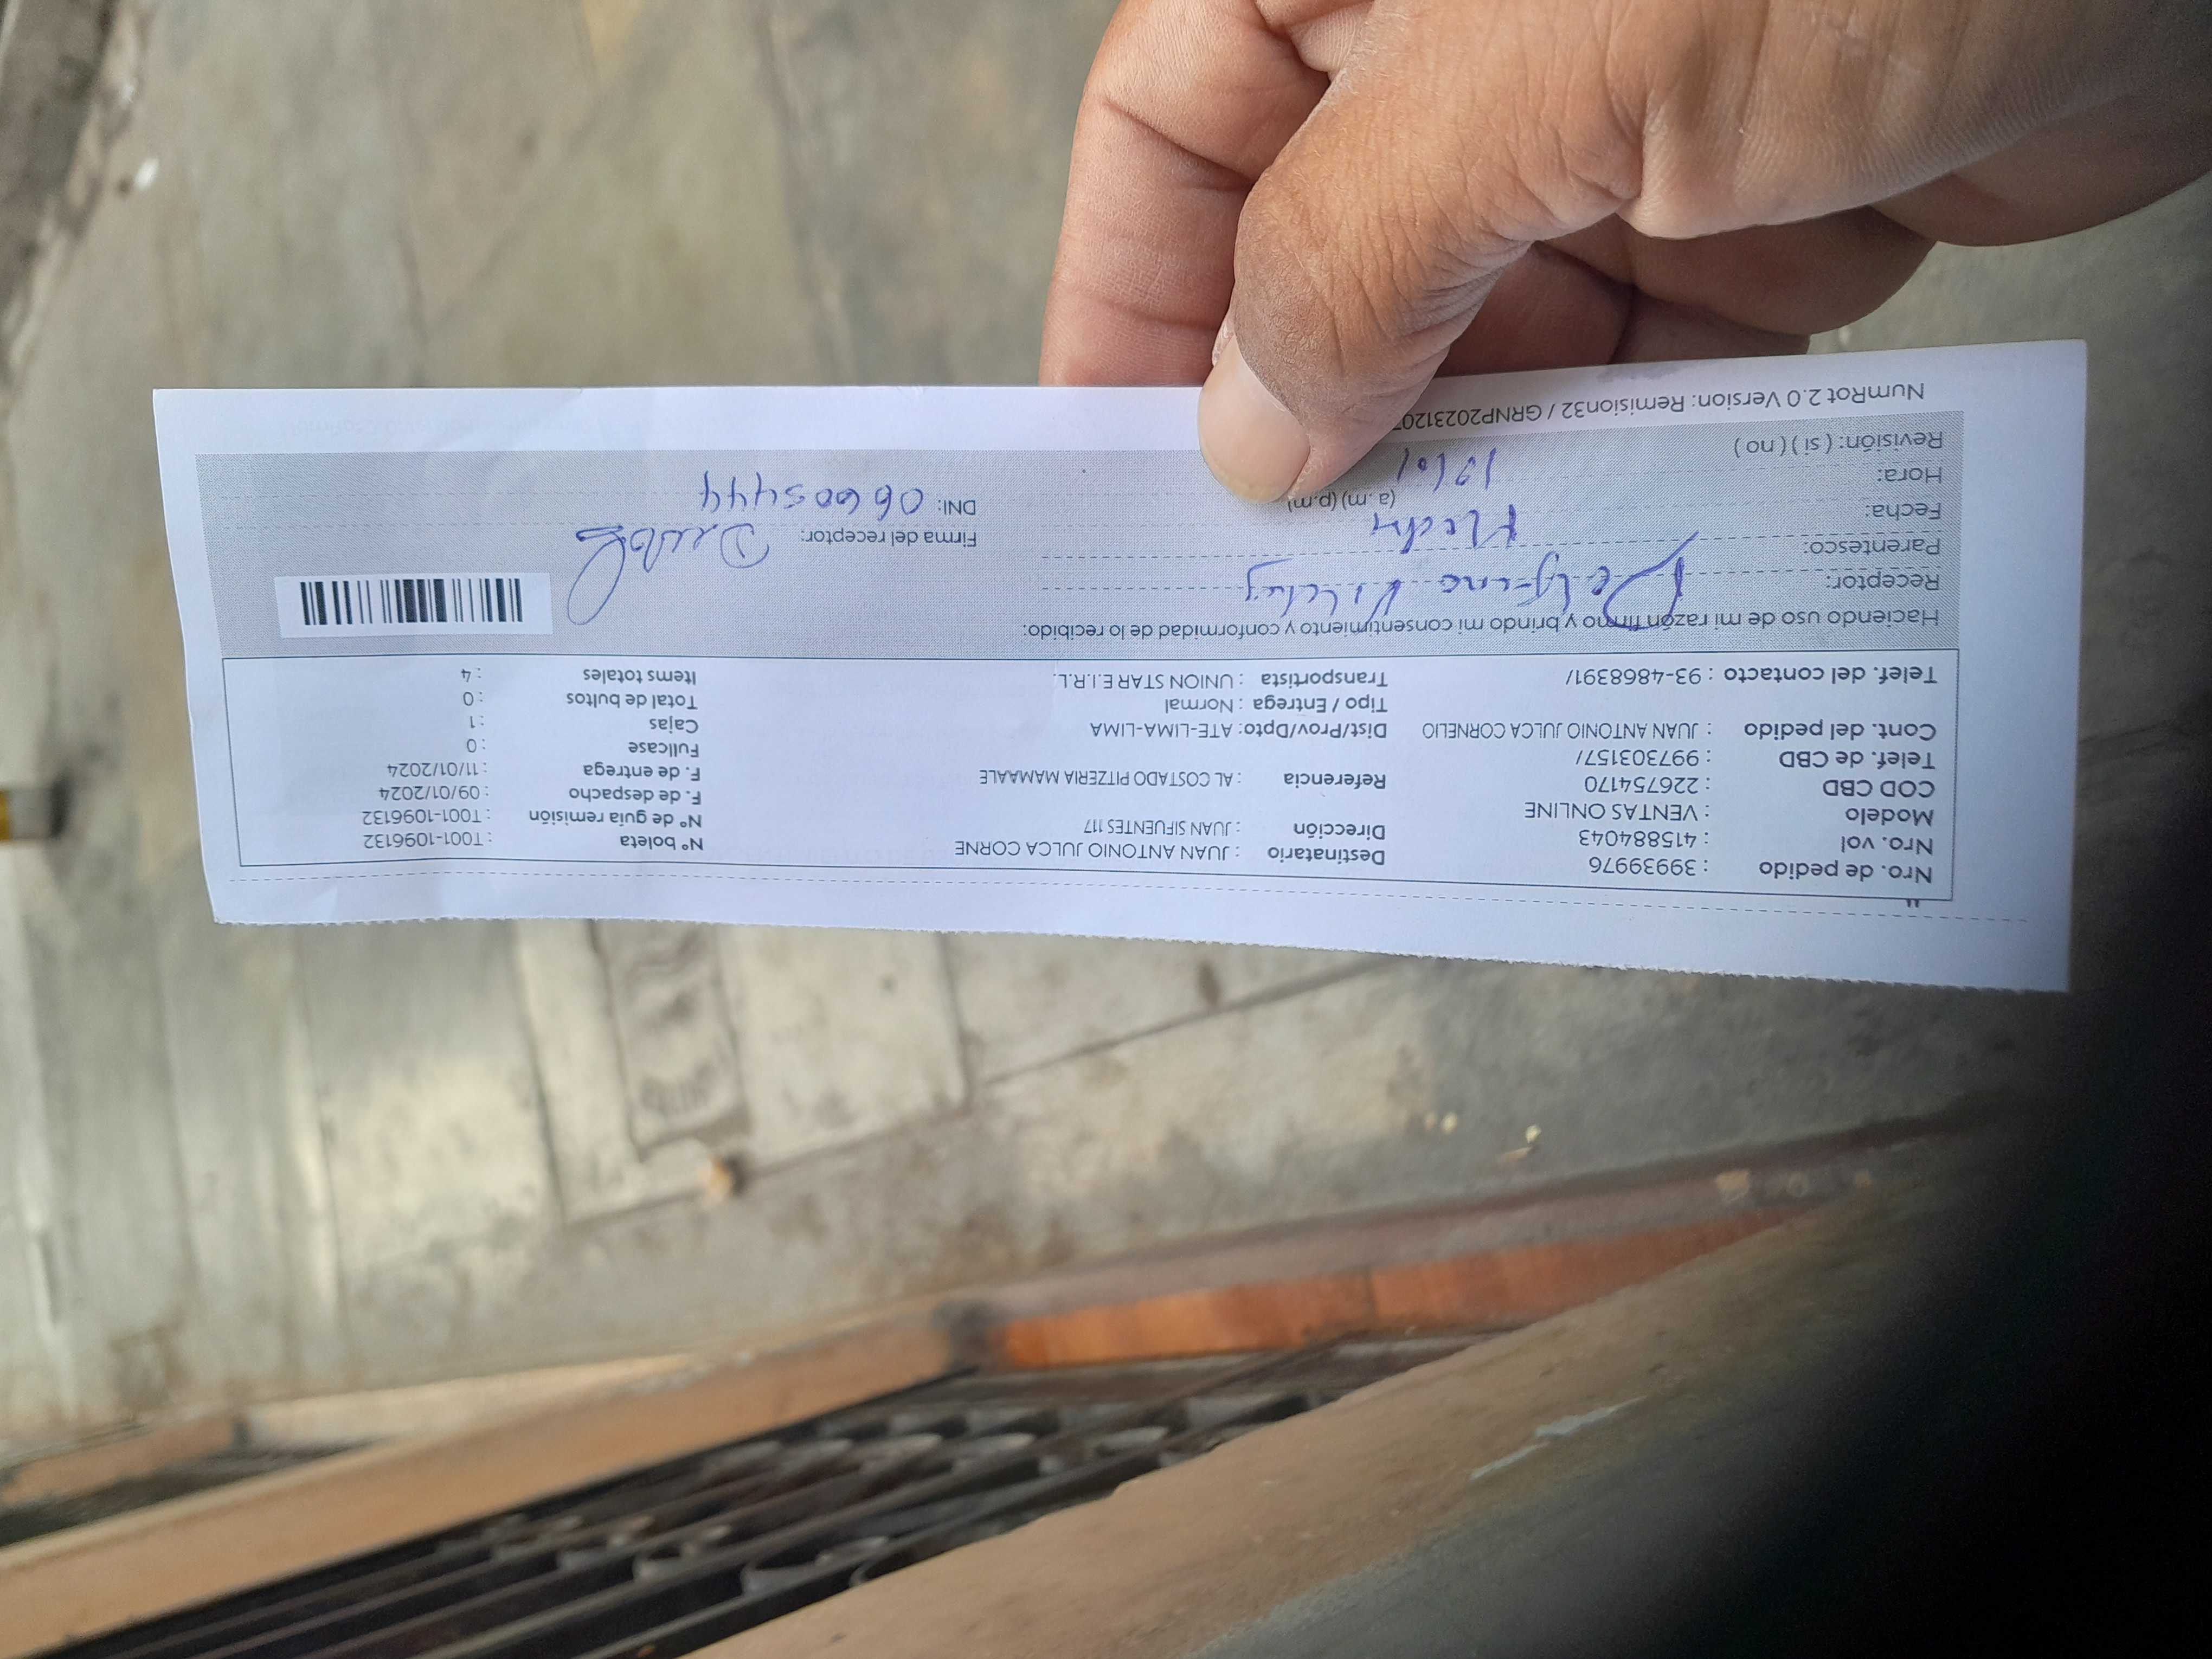 Nro. de pedido : 39939976
Nro. vol : 415884043
Modelo : VENTAS ONLINE
COD CBD : 226754170
Telef. de CBD : 997303157/
Cont. del pedido : JUAN ANTONIO JULCA CORNELIO
Telef. del contacto : 93-4868391/
Destinatario : JUAN ANTONIO JULCA CORNE
Dirección : JUAN SIFUENTES 117
Referencia : AL COSTADO PITZERIA MAMAAALE
Dist/Prov/Dpto: ATE-LIMA-LIMA
Tipo / Entrega : Normal
Transportista : UNION STAR E.I.R.L.
N° boleta : T001-1096132
N° de guía remisión : T001-1096132
F. de despacho : 09/01/2024
F. de entrega : 11/01/2024
Fullcase : 0
Cajas : 1
Total de bultos : 0
Items totales : 4
Haciendo uso de mi razón firmo y brindo mi consentimiento y conformidad de lo recibido:
Receptor:
Parentesco:
Fecha:
Hora: (a.m) (p.m)
Revisión: ( si ) ( no )
Firma del receptor:
DNI: 06605444
NumRot 2.0 Version: Remision32 / GRNP2023120